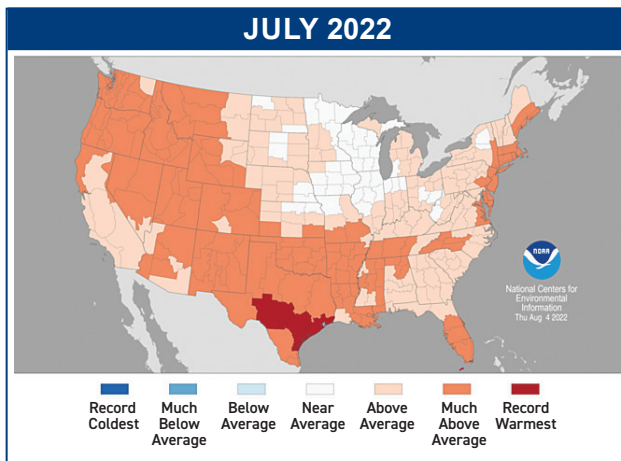 JULY 2022
NOAA
National Centers for
Environmental
Information
Thu Aug 4 2022
Record
Coldest
Much
Below
Average
Below
Average
Near
Average
Above
Average
Much
Above
Average
Record
Warmest